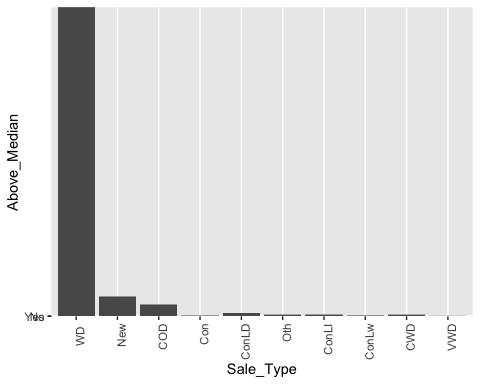 Above_Median
WD
New
COD
Con
ConLD
Oth
ConLI
ConLw
CWD
VWD
Sale_Type